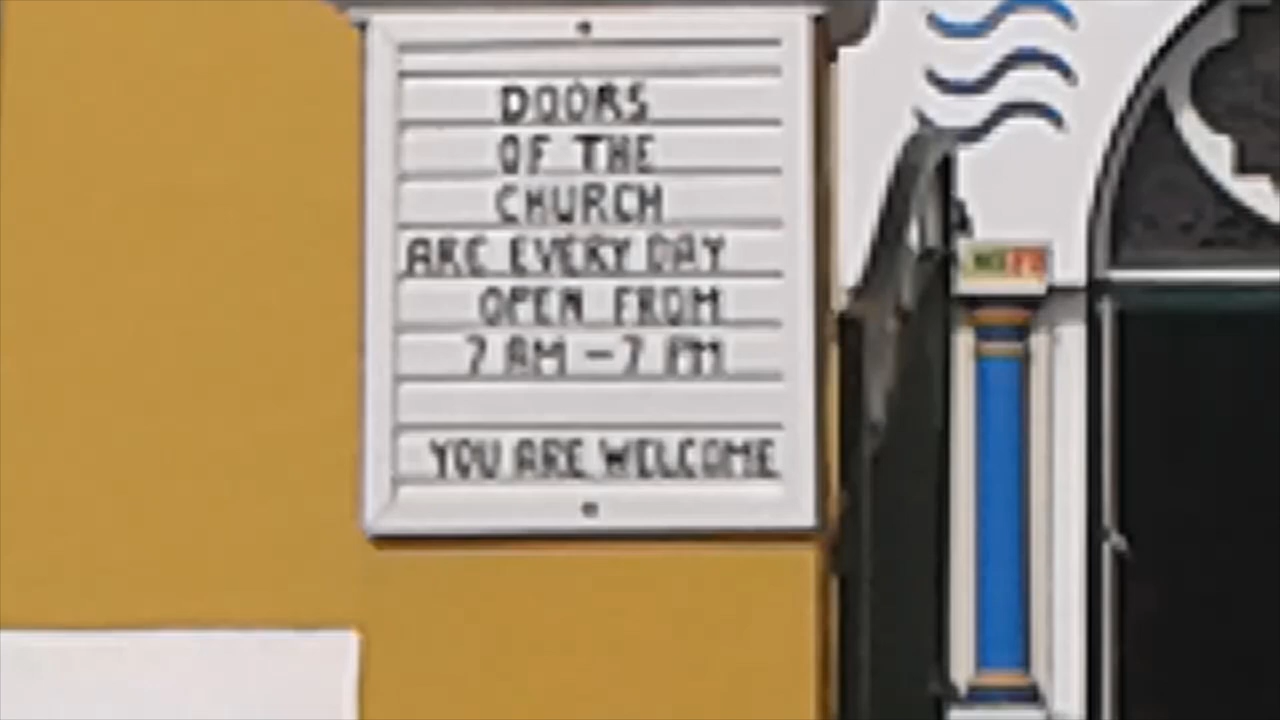 DOORS
OF THE
CHURCH
ARE EVERY DAY
OPEN FROM
7 AM - 7 PM
YOU ARE WELCOME